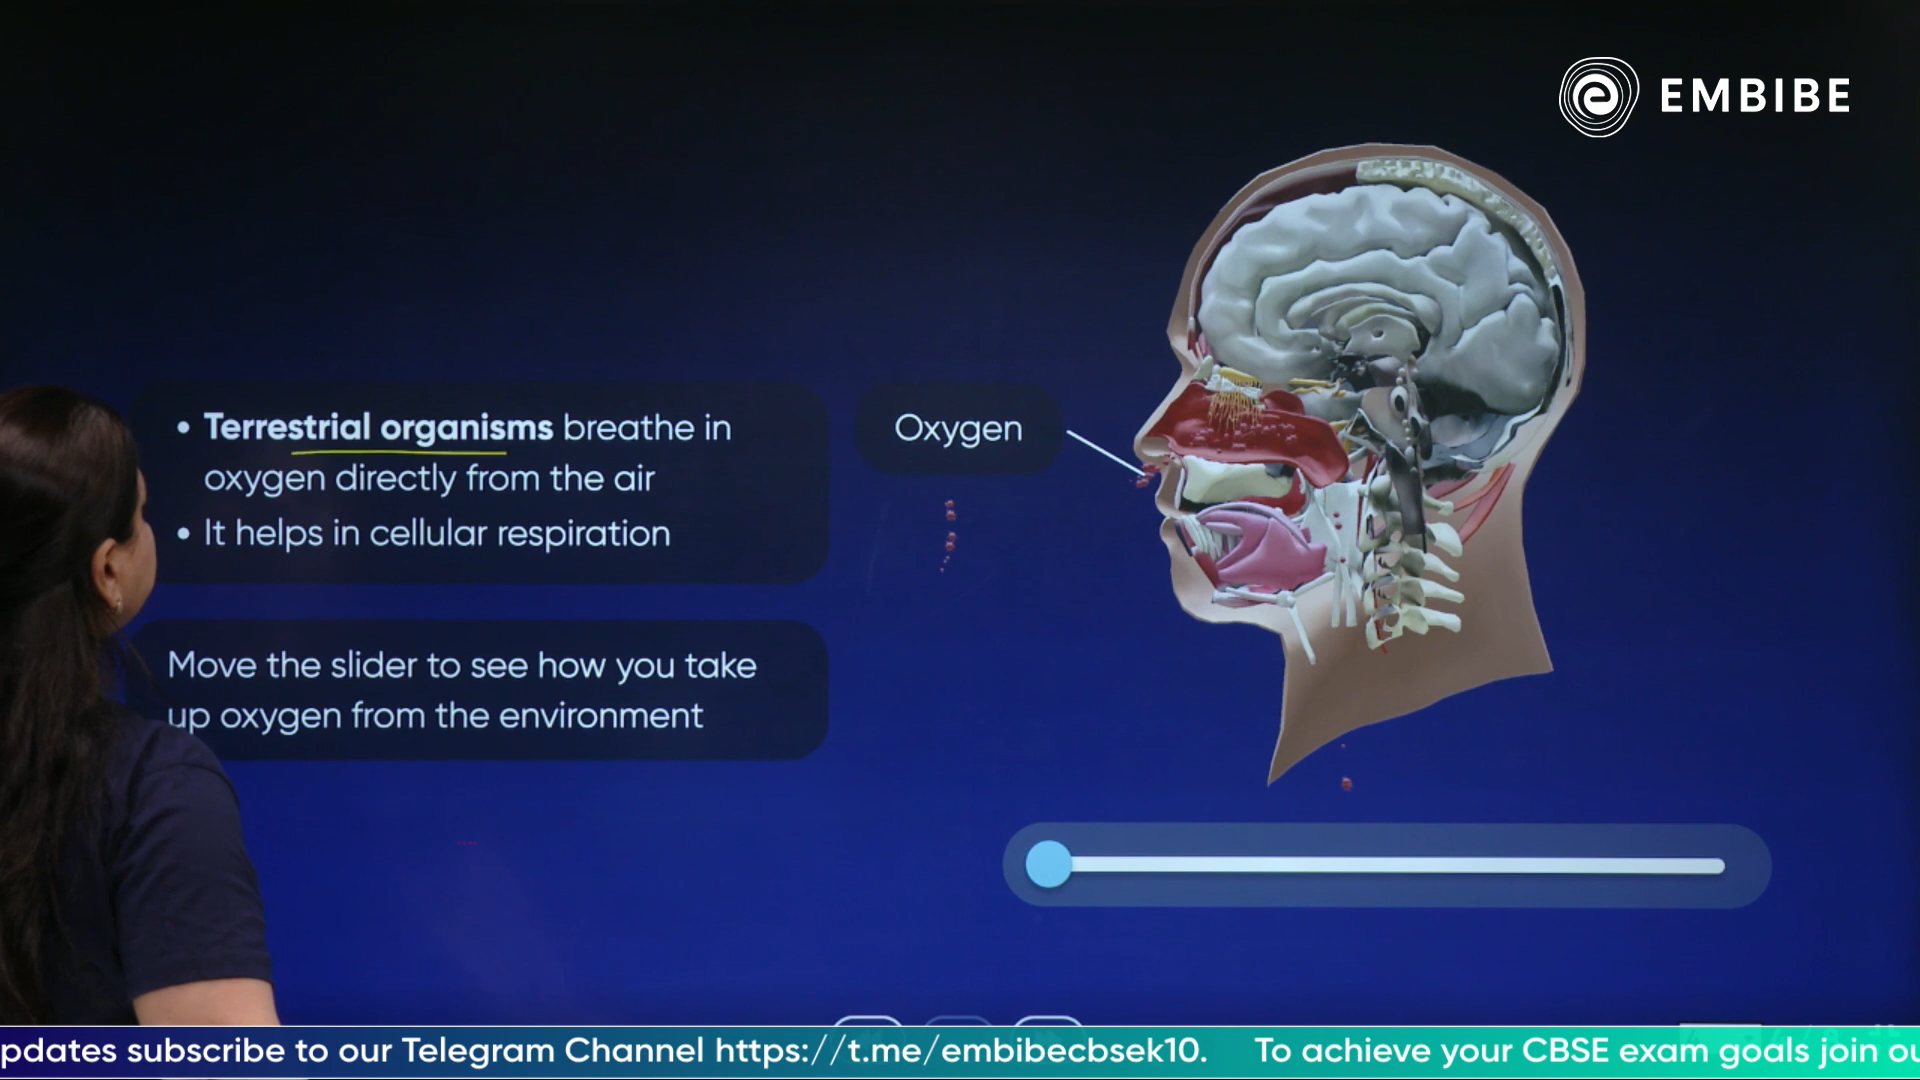 EMBIBE
• Terrestrial organisms breathe in
oxygen directly from the air
• It helps in cellular respiration
Oxygen
Move the slider to see how you take
up oxygen from the environment
pdates subscribe to our Telegram Channel https://t.me/embibecbsek10. To achieve your CBSE exam goals join ou